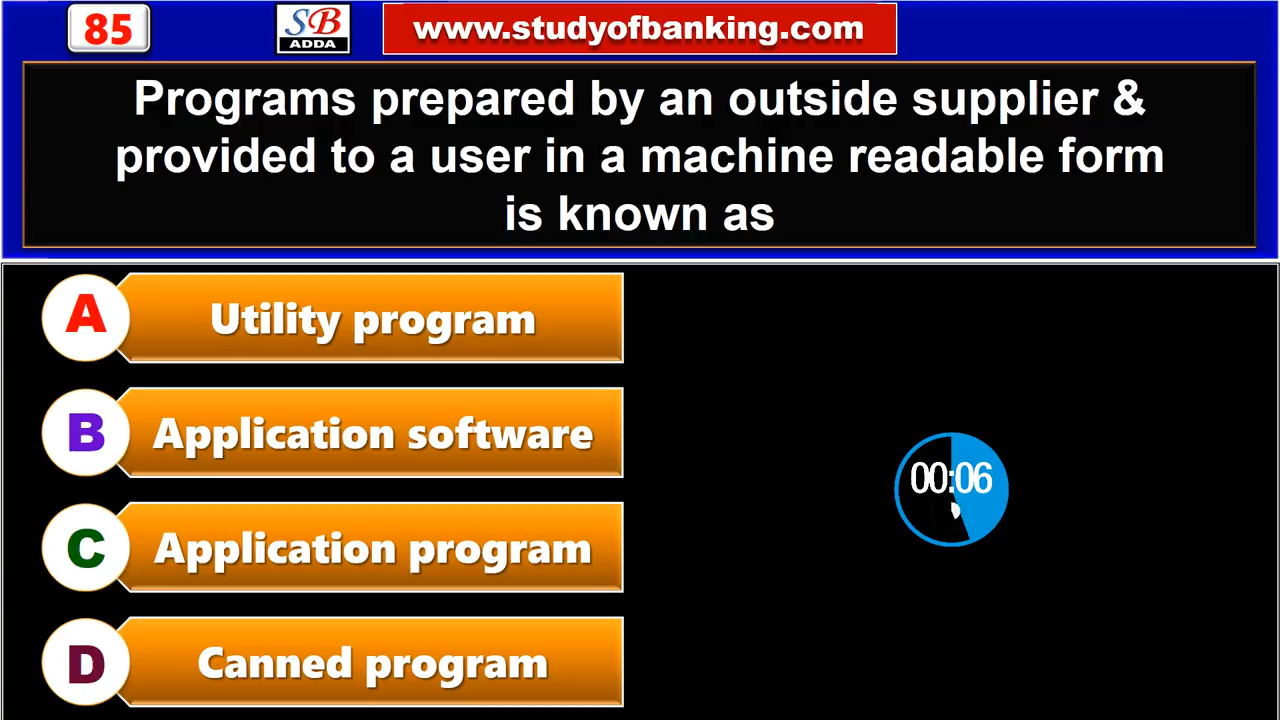 85
SB
ADDA
www.studyofbanking.com
Programs prepared by an outside supplier &
provided to a user in a machine readable form
is known as
A Utility program
B Application software
C Application program
D Canned program
00:06